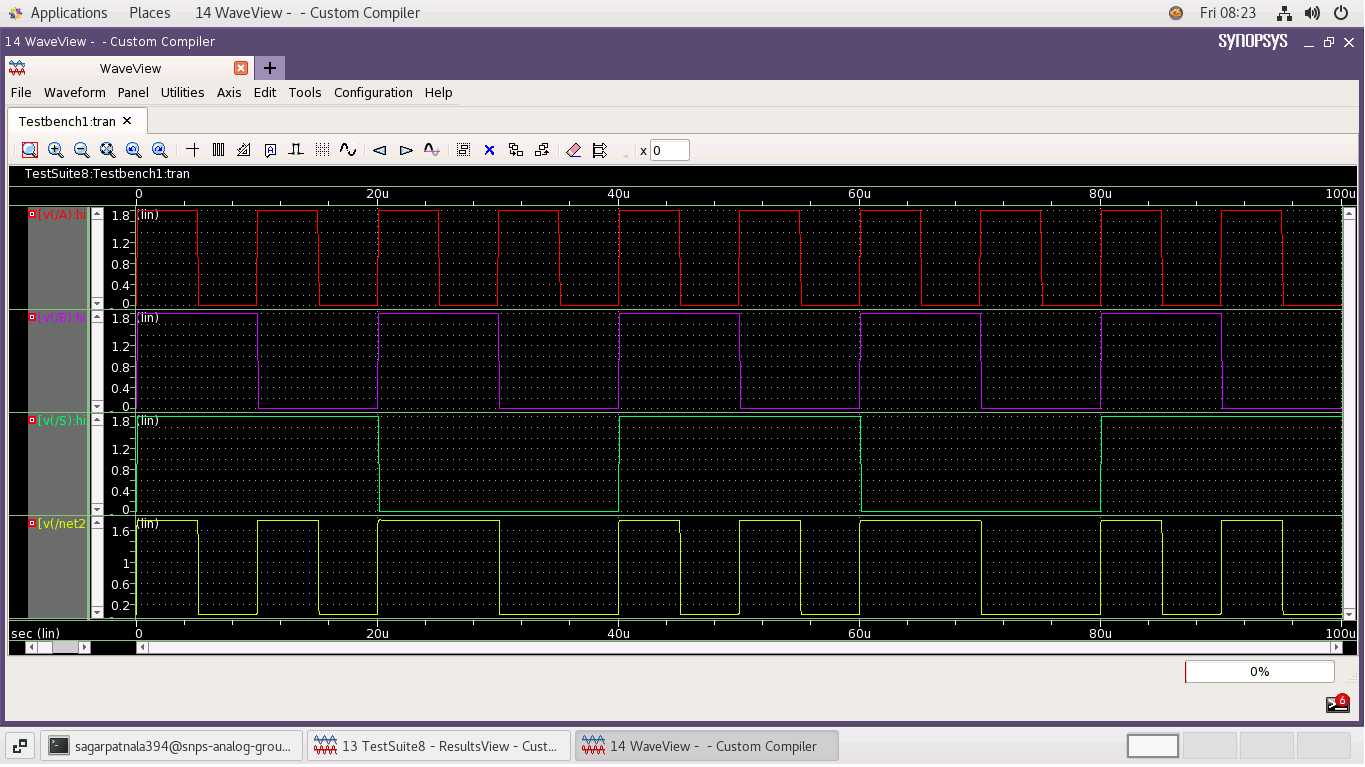 Applications Places 14 WaveView - - Custom Compiler Fri 08:23
14 WaveView - - Custom Compiler SYNOPSYS
WaveView
File Waveform Panel Utilities Axis Edit Tools Configuration Help
Testbench1:tran
x 0
TestSuite8:Testbench1:tran
0 20u 40u 60u 80u 100u
[v(/A):hi 1.8 (lin)
1.2
0.8
0.4
0
[v(/B):hi 1.8 (lin)
1.2
0.8
0.4
0
[v(/S):hi 1.8 (lin)
1.2
0.8
0.4
0
[v(/net2 (lin)
1.6
1
0.6
0.2
sec (lin) 0 20u 40u 60u 80u 100u
0%
6
sagarpatnala394@snps-analog-grou... 13 TestSuite8 - ResultsView - Cust... 14 WaveView - - Custom Compiler